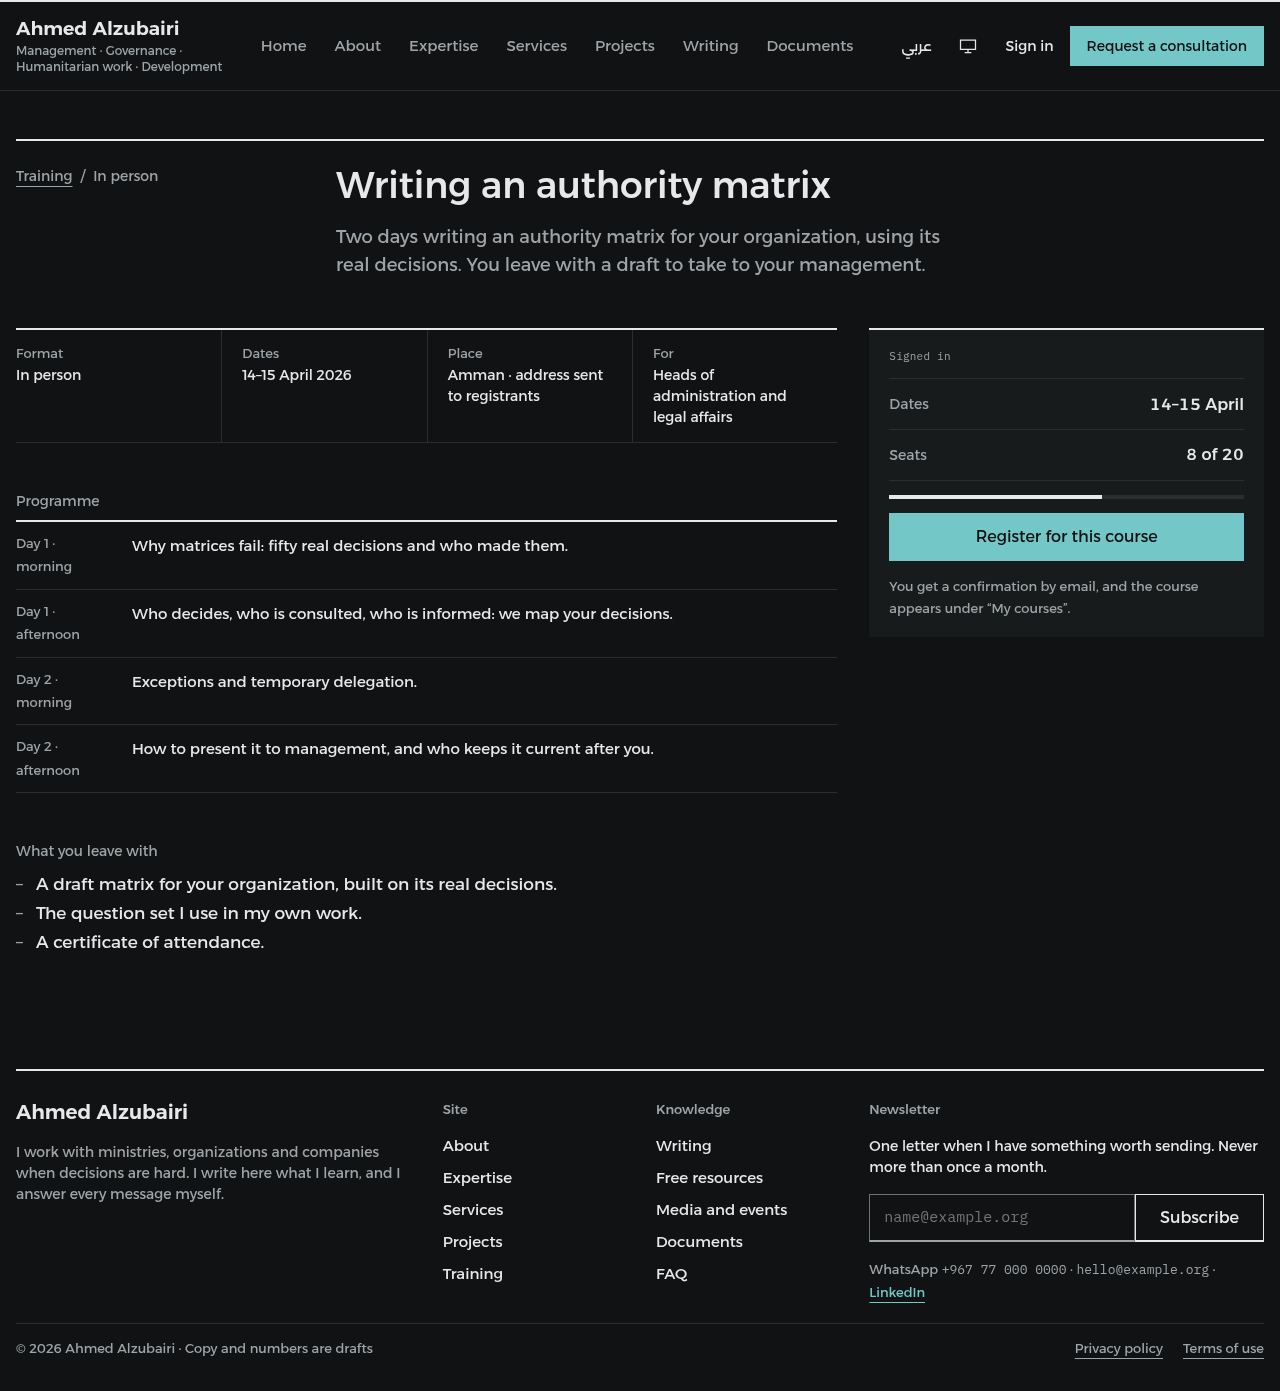 Ahmed Alzubairi
Management · Governance ·
Humanitarian work · Development
Home About Expertise Services Projects Writing Documents
عربي
Sign in
Request a consultation
Training / In person
Writing an authority matrix
Two days writing an authority matrix for your organization, using its
real decisions. You leave with a draft to take to your management.
Format
In person
Dates
14–15 April 2026
Place
Amman · address sent
to registrants
For
Heads of
administration and
legal affairs
Signed in
Dates 14–15 April
Seats 8 of 20
Register for this course
You get a confirmation by email, and the course
appears under “My courses”.
Programme
Day 1 ·
morning
Why matrices fail: fifty real decisions and who made them.
Day 1 ·
afternoon
Who decides, who is consulted, who is informed: we map your decisions.
Day 2 ·
morning
Exceptions and temporary delegation.
Day 2 ·
afternoon
How to present it to management, and who keeps it current after you.
What you leave with
– A draft matrix for your organization, built on its real decisions.
– The question set I use in my own work.
– A certificate of attendance.
Ahmed Alzubairi
I work with ministries, organizations and companies
when decisions are hard. I write here what I learn, and I
answer every message myself.
Site
About
Expertise
Services
Projects
Training
Knowledge
Writing
Free resources
Media and events
Documents
FAQ
Newsletter
One letter when I have something worth sending. Never
more than once a month.
name@example.org
Subscribe
WhatsApp +967 77 000 0000 · hello@example.org ·
LinkedIn
© 2026 Ahmed Alzubairi · Copy and numbers are drafts
Privacy policy Terms of use